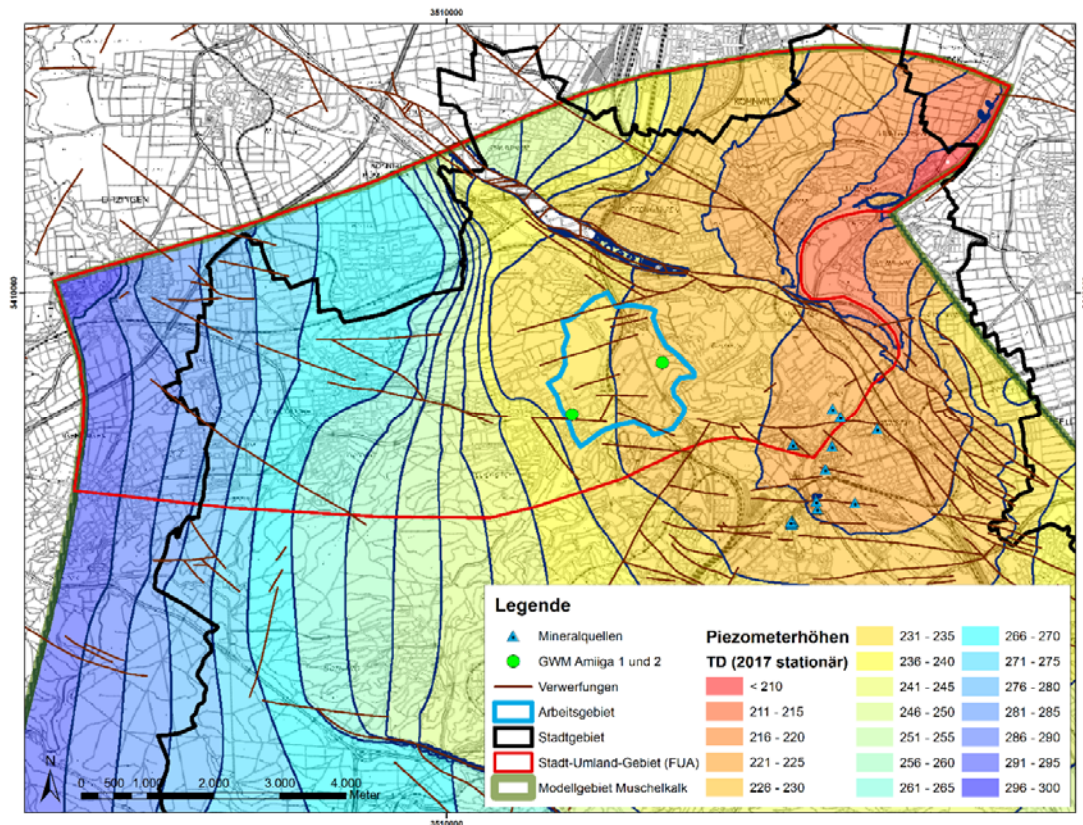 3510000
5410000
Legende
Mineralquellen
GWM Amiiga 1 und 2
Verwerfungen
Arbeitsgebiet
Stadtgebiet
Stadt-Umland-Gebiet (FUA)
Modellgebiet Muschelkalk
Piezometerhöhen
TD (2017 stationär)
< 210
211 - 215
216 - 220
221 - 225
226 - 230
231 - 235
236 - 240
241 - 245
246 - 250
251 - 255
256 - 260
261 - 265
266 - 270
271 - 275
276 - 280
281 - 285
286 - 290
291 - 295
296 - 300
N
0 500 1.000 2.000 3.000 4.000
Meter
3510000